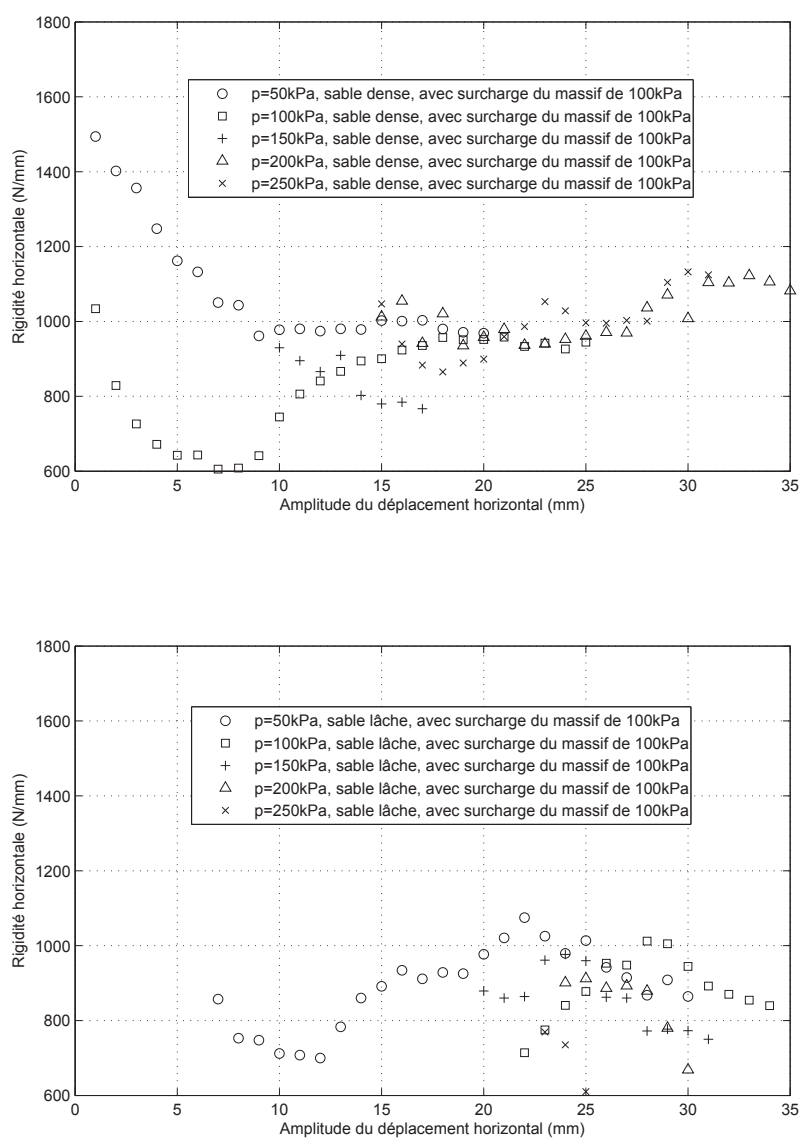 1800
1600
1400
1200
1000
800
600
Rigidité horizontale (N/mm)
p=50kPa, sable dense, avec surcharge du massif de 100kPa
p=100kPa, sable dense, avec surcharge du massif de 100kPa
p=150kPa, sable dense, avec surcharge du massif de 100kPa
p=200kPa, sable dense, avec surcharge du massif de 100kPa
p=250kPa, sable dense, avec surcharge du massif de 100kPa
0 5 10 15 20 25 30 35
Amplitude du déplacement horizontal (mm)
1800
1600
1400
1200
1000
800
600
Rigidité horizontale (N/mm)
p=50kPa, sable lâche, avec surcharge du massif de 100kPa
p=100kPa, sable lâche, avec surcharge du massif de 100kPa
p=150kPa, sable lâche, avec surcharge du massif de 100kPa
p=200kPa, sable lâche, avec surcharge du massif de 100kPa
p=250kPa, sable lâche, avec surcharge du massif de 100kPa
0 5 10 15 20 25 30 35
Amplitude du déplacement horizontal (mm)